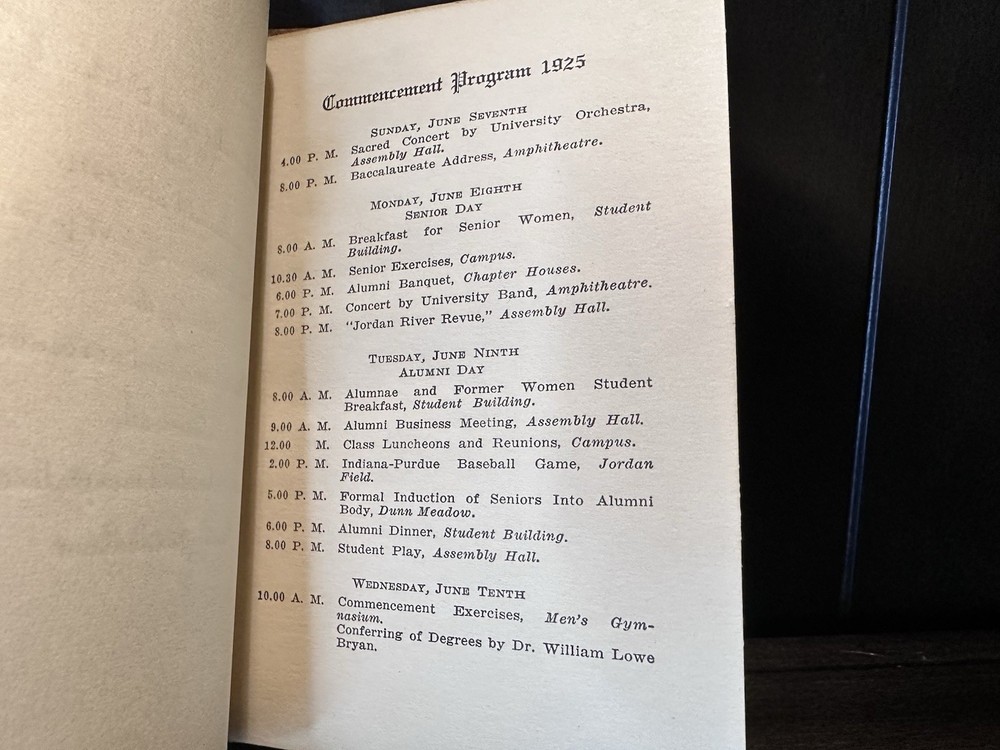 Commencement Program 1925
Sunday, June Seventh
4.00 P. M. Sacred Concert by University Orchestra,
Assembly Hall.
8.00 P. M. Baccalaureate Address, Amphitheatre.
Monday, June Eighth
Senior Day
8.00 A. M. Breakfast for Senior Women, Student
Building.
10.30 A. M. Senior Exercises, Campus.
6.00 P. M. Alumni Banquet, Chapter Houses.
7.00 P. M. Concert by University Band, Amphitheatre.
8.00 P. M. "Jordan River Revue," Assembly Hall.
Tuesday, June Ninth
Alumni Day
8.00 A. M. Alumnae and Former Women Student
Breakfast, Student Building.
9.00 A. M. Alumni Business Meeting, Assembly Hall.
12.00 M. Class Luncheons and Reunions, Campus.
2.00 P. M. Indiana-Purdue Baseball Game, Jordan
Field.
5.00 P. M. Formal Induction of Seniors Into Alumni
Body, Dunn Meadow.
6.00 P. M. Alumni Dinner, Student Building.
8.00 P. M. Student Play, Assembly Hall.
Wednesday, June Tenth
10.00 A. M. Commencement Exercises, Men's Gym-
nasium.
Conferring of Degrees by Dr. William Lowe
Bryan.